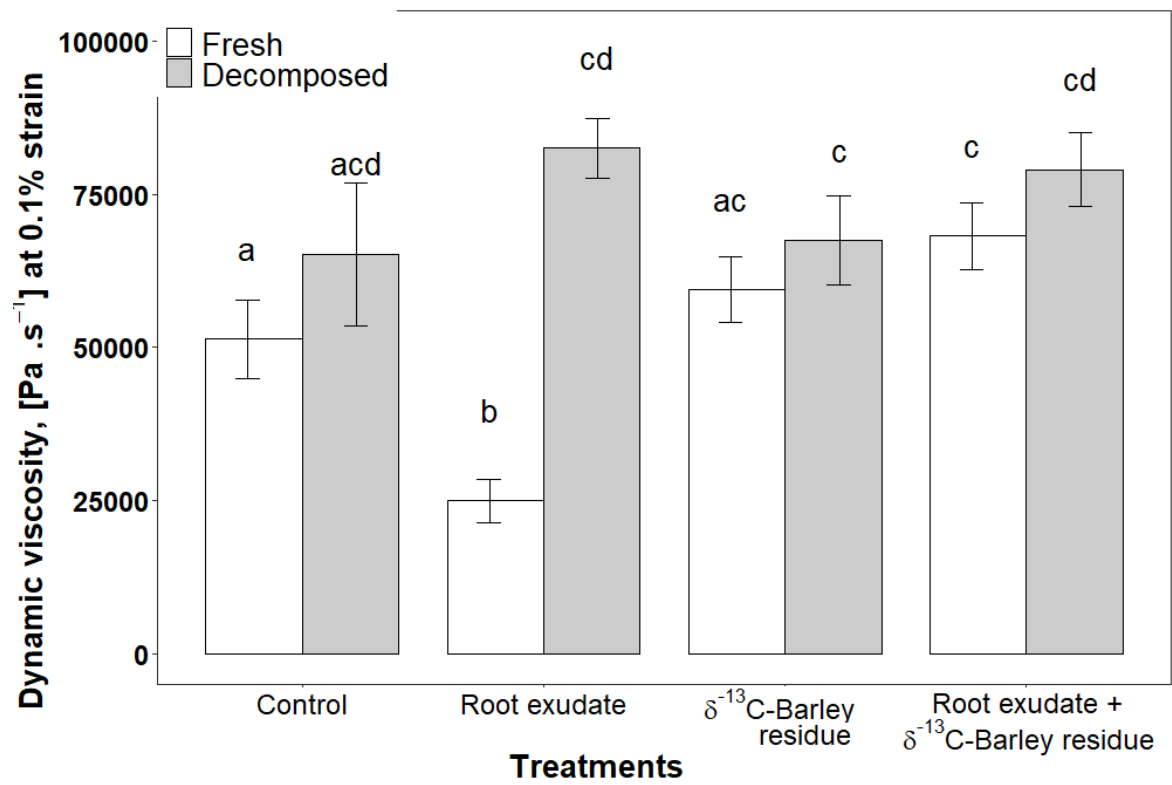 Dynamic viscosity, [Pa .s⁻¹] at 0.1% strain
100000
75000
50000
25000
0
Fresh
Decomposed
a
acd
b
cd
ac
c
c
cd
Control
Root exudate
δ⁻¹³C-Barley
residue
Root exudate +
δ⁻¹³C-Barley residue
Treatments